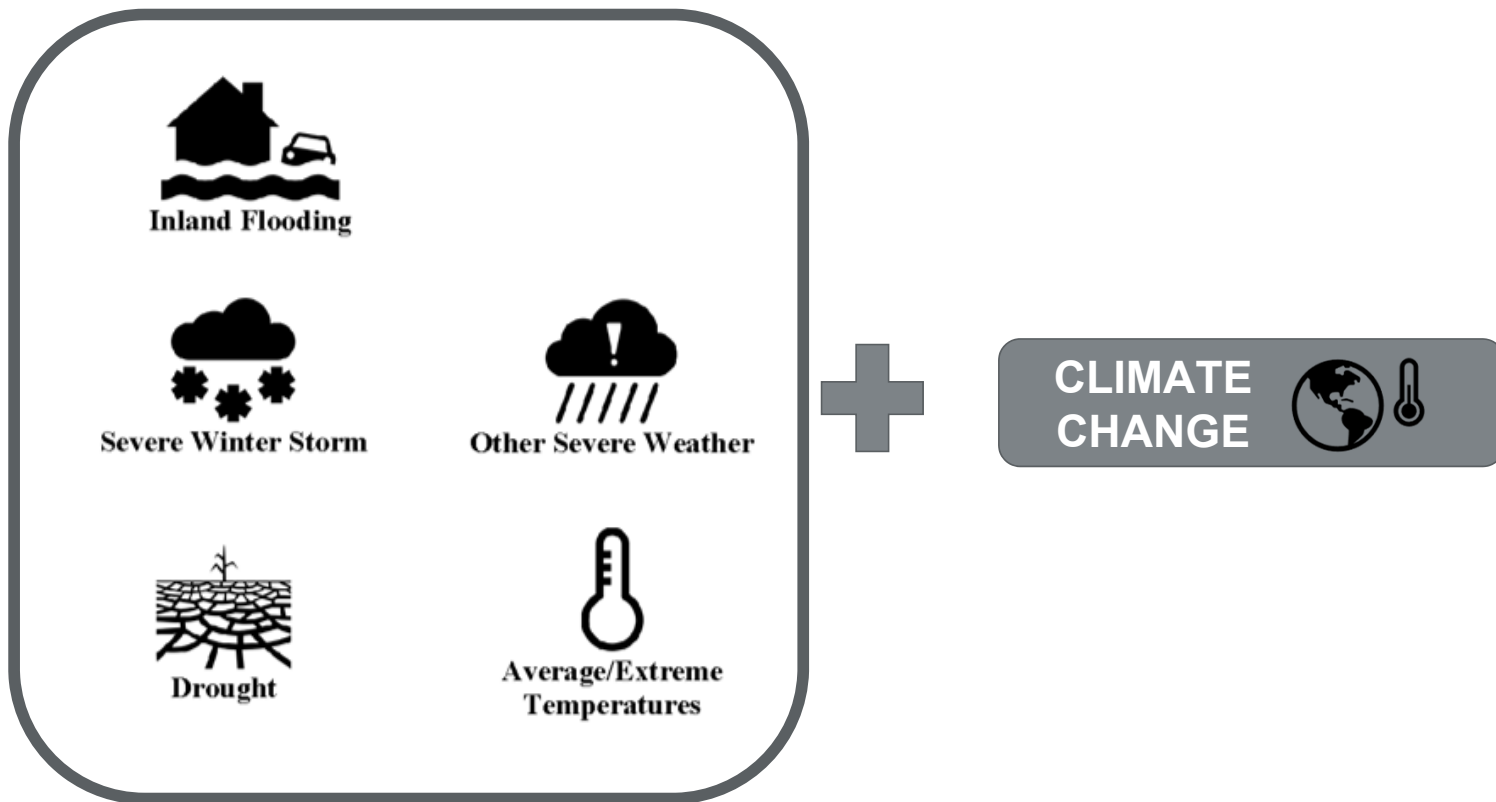 Inland Flooding
Severe Winter Storm
Other Severe Weather
Drought
Average/Extreme
Temperatures
CLIMATE
CHANGE